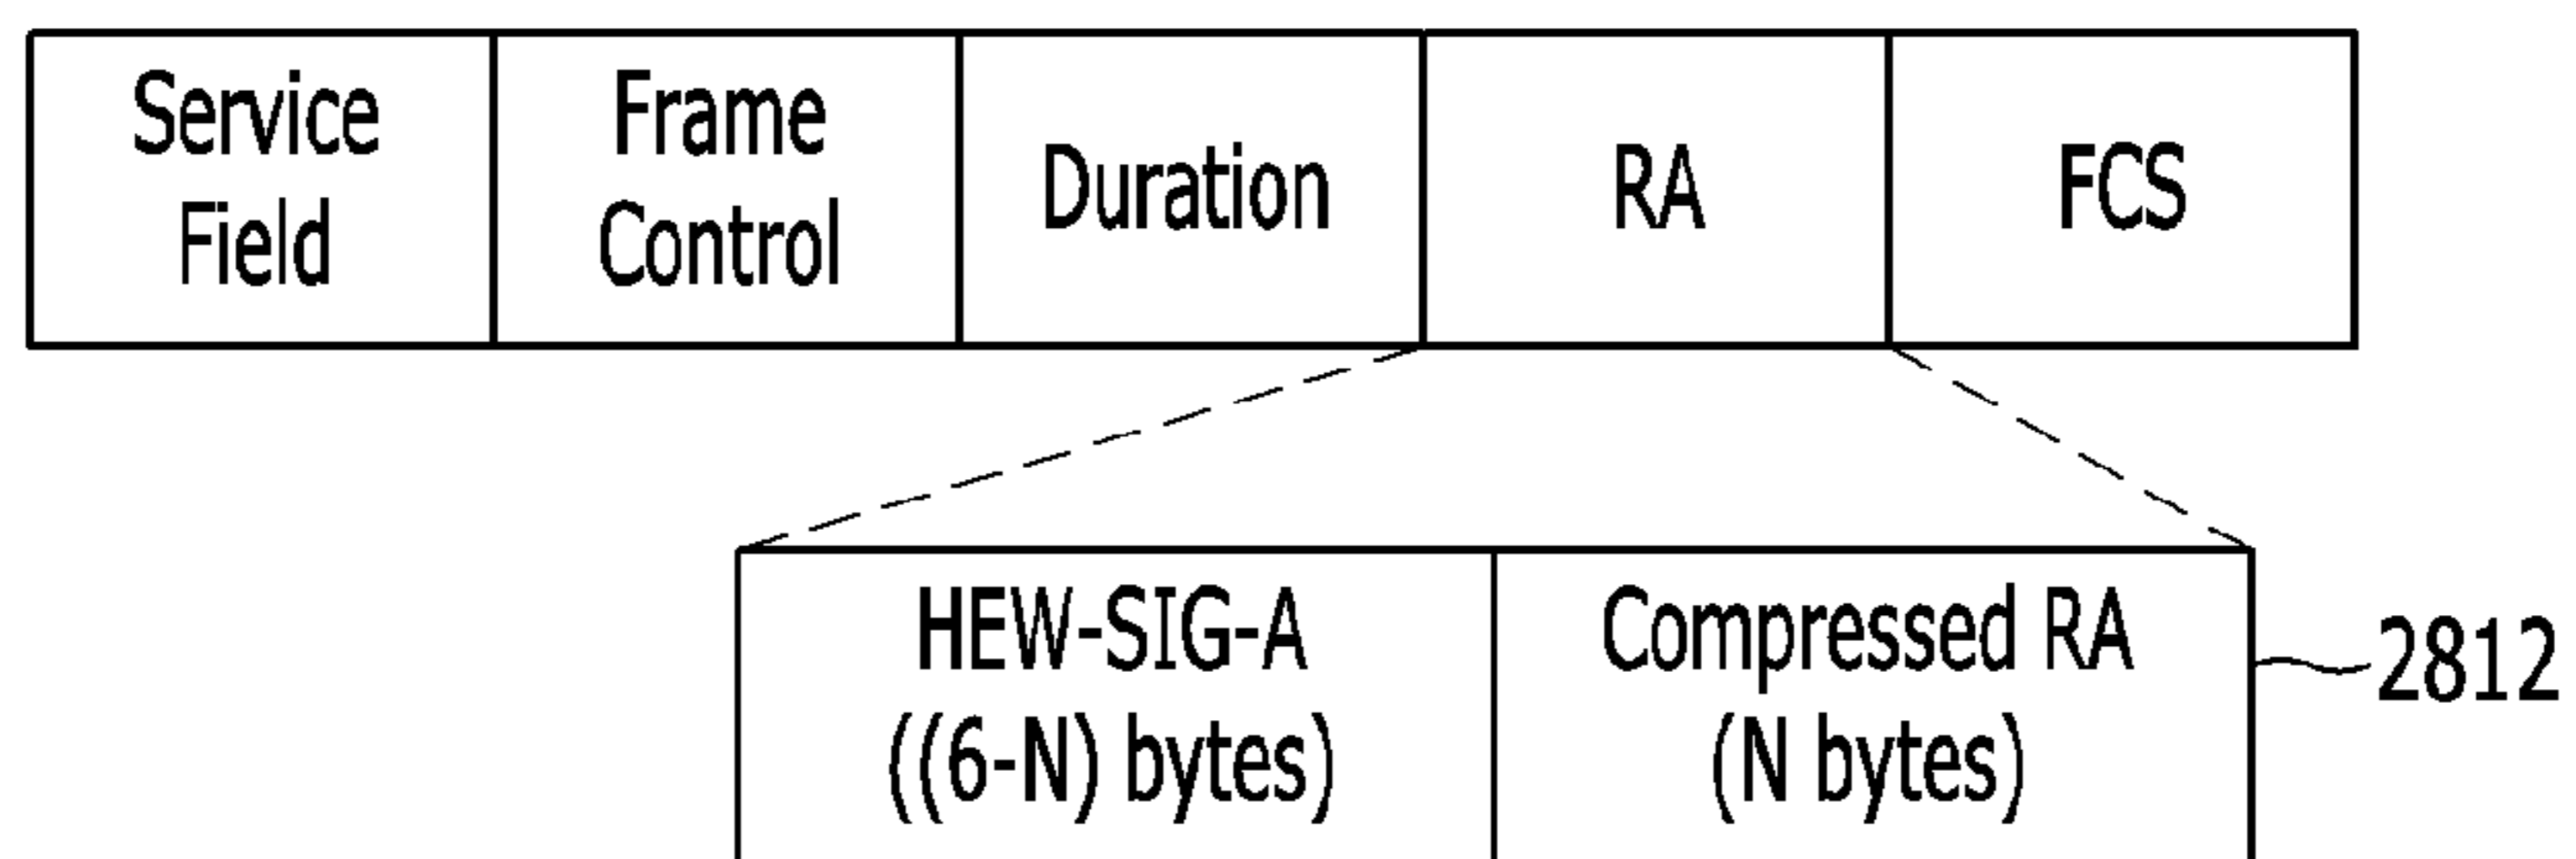 Service
Field
Frame
Control
Duration
RA
FCS
HEW-SIG-A
((6-N) bytes)
Compressed RA
(N bytes)
2812